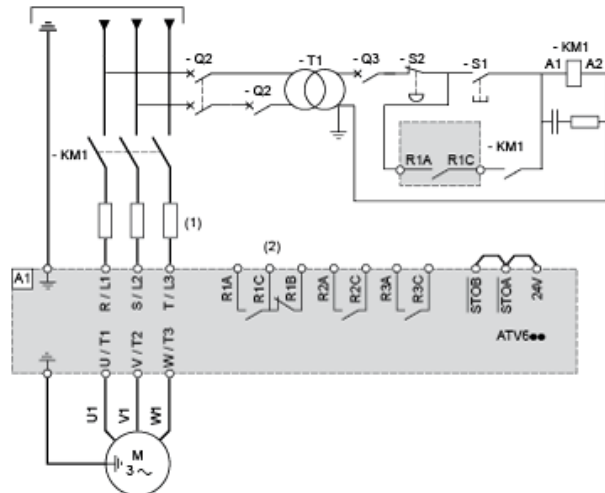 - Q2
- T1
- Q3
- S2
- S1
- KM1
A1
A2
- Q2
- KM1
R1A
R1C
- KM1
(1)
(2)
A1
R / L1
S / L2
T / L3
R1A
R1C
R1B
R2A
R2C
R3A
R3C
STOB
STOA
24V
ATV6●●
U / T1
V / T2
W / T3
U1
V1
W1
M
3 ~